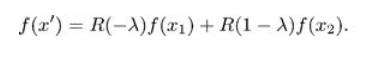 f(x′) = R(−λ)f(x₁) + R(1 − λ)f(x₂).